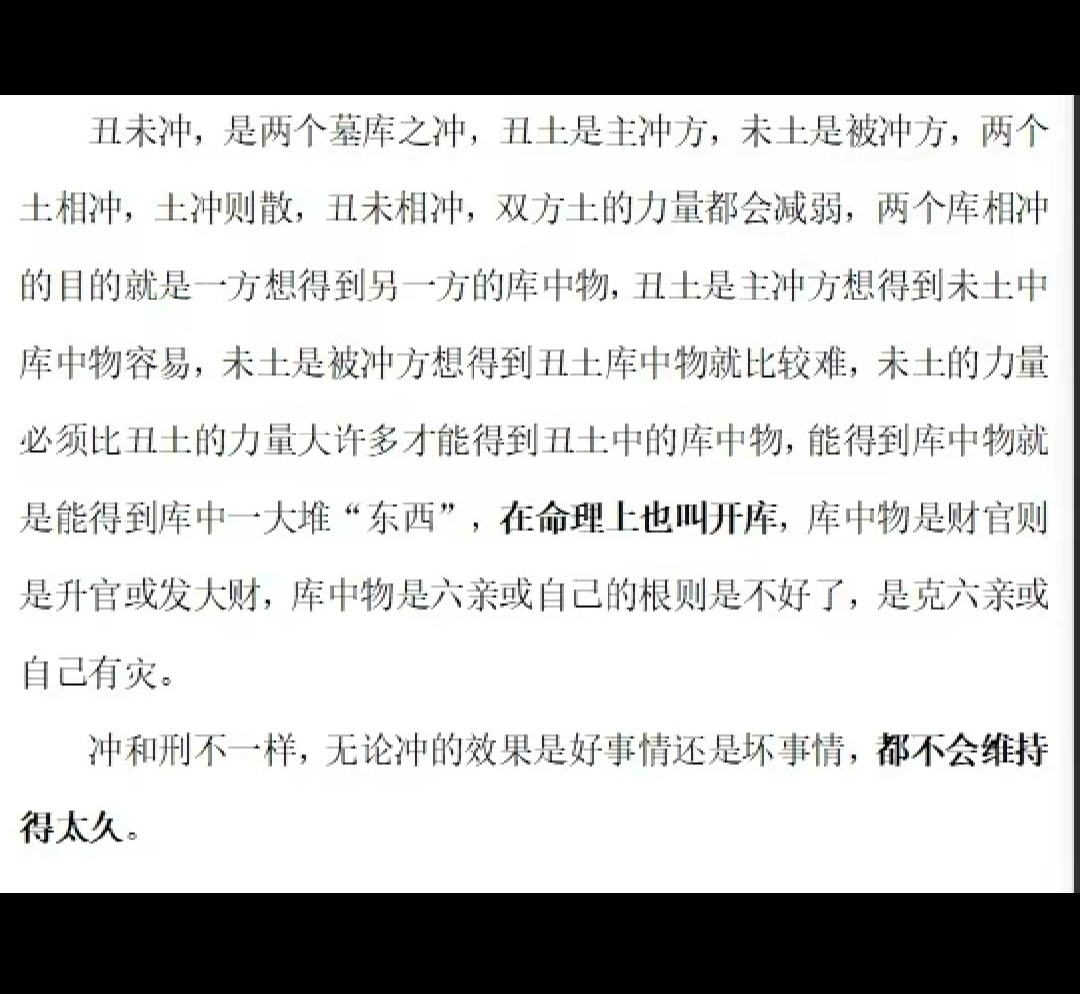 丑未冲，是两个墓库之冲，丑土是主冲方，未土是被冲方，两个
土相冲，土冲则散，丑未相冲，双方土的力量都会减弱，两个库相冲
的目的就是一方想得到另一方的库中物，丑土是主冲方想得到未土中
库中物容易，未土是被冲方想得到丑土库中物就比较难，未土的力量
必须比丑土的力量大许多才能得到丑土中的库中物，能得到库中物就
是能得到库中一大堆“东西”，在命理上也叫开库，库中物是财官则
是升官或发大财，库中物是六亲或自己的根则是不好了，是克六亲或
自己有灾。
冲和刑不一样，无论冲的效果是好事情还是坏事情，都不会维持
得太久。